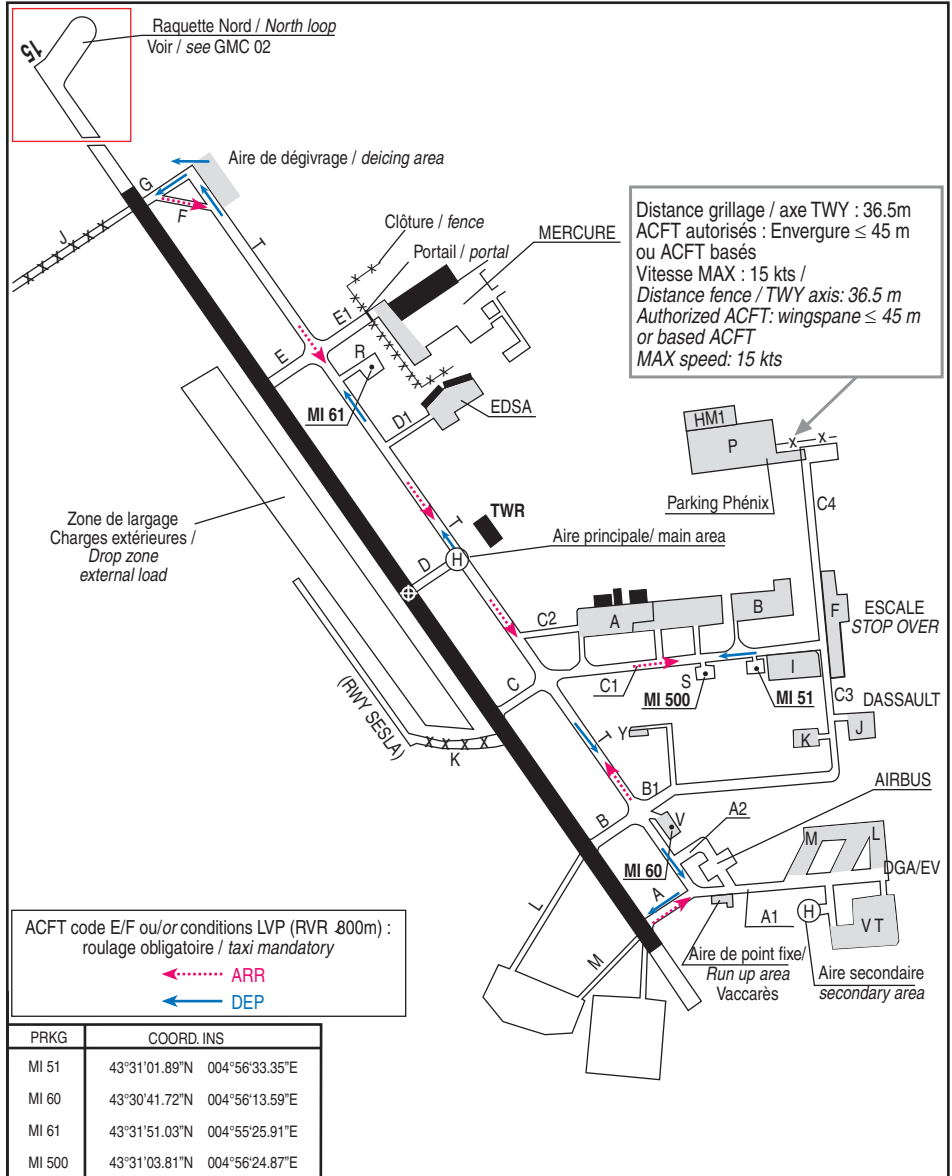 Raquette Nord / North loop
Voir / see GMC 02
15
Aire de dégivrage / deicing area
G
F
J
T
Clôture / fence
Portail / portal
MERCURE
Distance grillage / axe TWY : 36.5m
ACFT autorisés : Envergure ≤ 45 m
ou ACFT basés
Vitesse MAX : 15 kts /
Distance fence / TWY axis: 36.5 m
Authorized ACFT: wingspane ≤ 45 m
or based ACFT
MAX speed: 15 kts
E1
E
R
MI 61
D1
EDSA
HM1
P
Parking Phénix
C4
Zone de largage
Charges extérieures /
Drop zone
external load
TWR
T
H
Aire principale/ main area
D
C2
A
B
F
ESCALE
STOP OVER
C
C1
S
MI 500
MI 51
I
C3
DASSAULT
J
K
(RWY SESLA)
K
T
Y
B1
B
AIRBUS
V
A2
MI 60
M
L
DGA/EV
A
A1
H
V T
L
M
Aire de point fixe/
Run up area
Vaccarès
Aire secondaire
secondary area
ACFT code E/F ou/or conditions LVP (RVR 800m) :
roulage obligatoire / taxi mandatory
ARR
DEP
PRKG COORD. INS
MI 51 43°31'01.89"N 004°56'33.35"E
MI 60 43°30'41.72"N 004°56'13.59"E
MI 61 43°31'51.03"N 004°55'25.91"E
MI 500 43°31'03.81"N 004°56'24.87"E